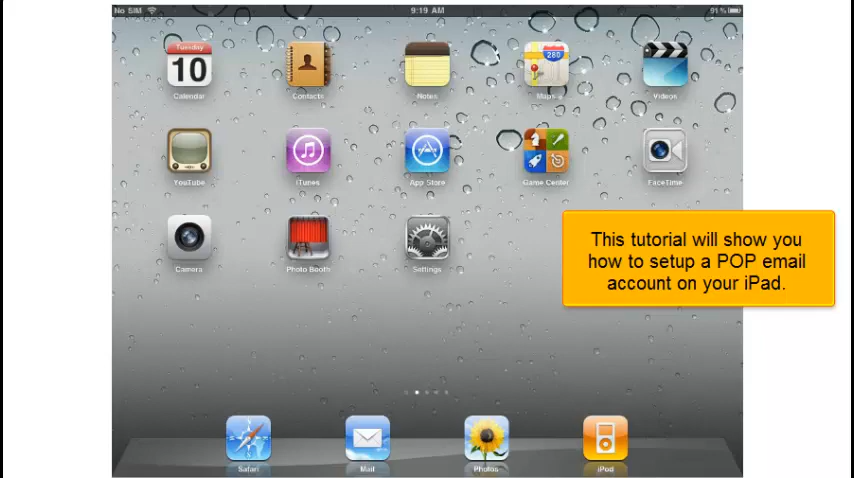 No SIM 9:19 AM 91%
Tuesday
10
280
Calendar Contacts Notes Maps Videos
YouTube iTunes App Store Game Center FaceTime
This tutorial will show you
how to setup a POP email
account on your iPad.
Camera Photo Booth Settings
Safari Mail Photos iPod